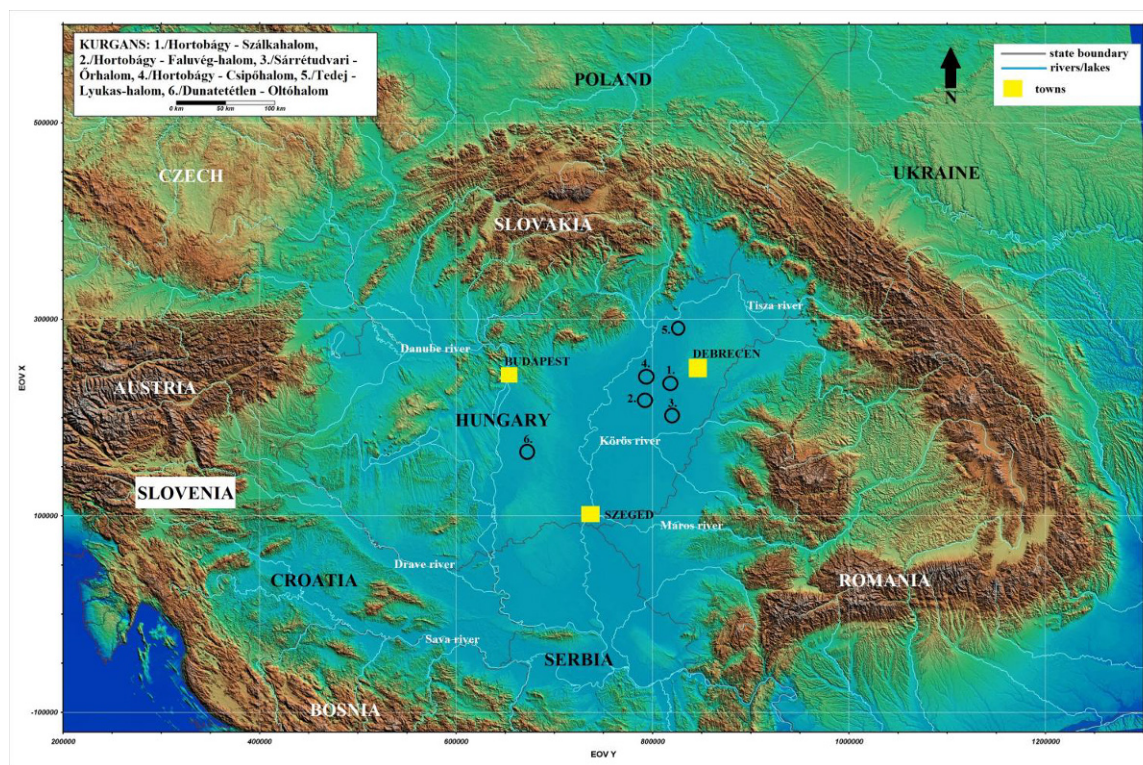 KURGANS: 1./Hortobágy - Szálkahalom,
2./Hortobágy - Faluvég-halom, 3./Sárrétudvari -
Őrhalom, 4./Hortobágy - Csipőhalom, 5./Tedej -
Lyukas-halom, 6./Dunatetétlen - Oltóhalom
0 km 50 km 100 km
state boundary
rivers/lakes
towns
N
POLAND
CZECH
UKRAINE
SLOVAKIA
Tisza river
5.
Danube river
BUDAPEST
DEBRECEN
4.
1.
AUSTRIA
2.
3.
HUNGARY
Körös river
6.
SLOVENIA
SZEGED
Maros river
Drave river
CROATIA
ROMANIA
Sava river
SERBIA
BOSNIA
500000
300000
100000
-100000
EOV X
200000 400000 600000 800000 1000000 1200000
EOV Y